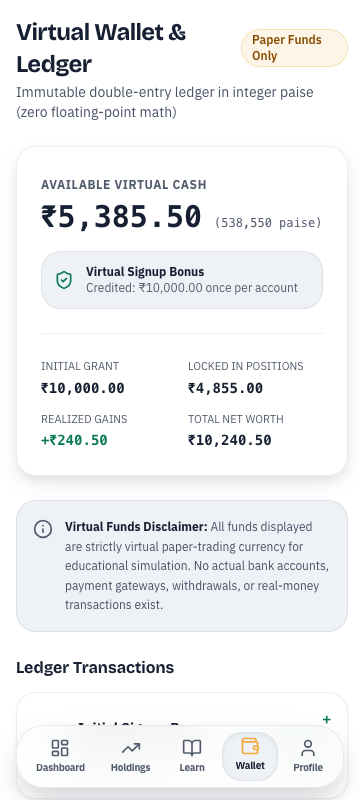 Virtual Wallet &
Ledger
Paper Funds
Only
Immutable double-entry ledger in integer paise
(zero floating-point math)
AVAILABLE VIRTUAL CASH
₹5,385.50 (538,550 paise)
Virtual Signup Bonus
Credited: ₹10,000.00 once per account
INITIAL GRANT
LOCKED IN POSITIONS
₹10,000.00
₹4,855.00
REALIZED GAINS
TOTAL NET WORTH
+₹240.50
₹10,240.50
Virtual Funds Disclaimer: All funds displayed
are strictly virtual paper-trading currency for
educational simulation. No actual bank accounts,
payment gateways, withdrawals, or real-money
transactions exist.
Ledger Transactions
+
Dashboard
Holdings
Learn
Wallet
Profile